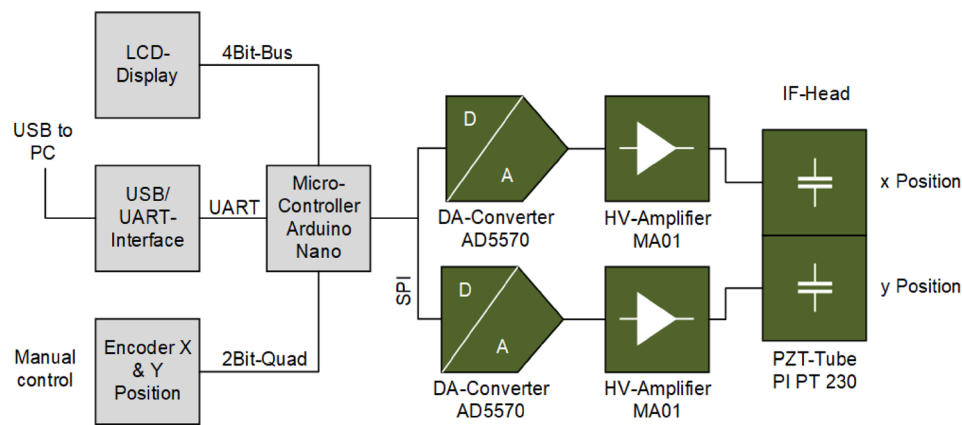 LCD-
Display
4Bit-Bus
USB to
PC
USB/
UART-
Interface
UART
Micro-
Controller
Arduino
Nano
Manual
control
Encoder X
& Y
Position
2Bit-Quad
SPI
D
A
DA-Converter
AD5570
HV-Amplifier
MA01
D
A
DA-Converter
AD5570
HV-Amplifier
MA01
IF-Head
x Position
y Position
PZT-Tube
PI PT 230